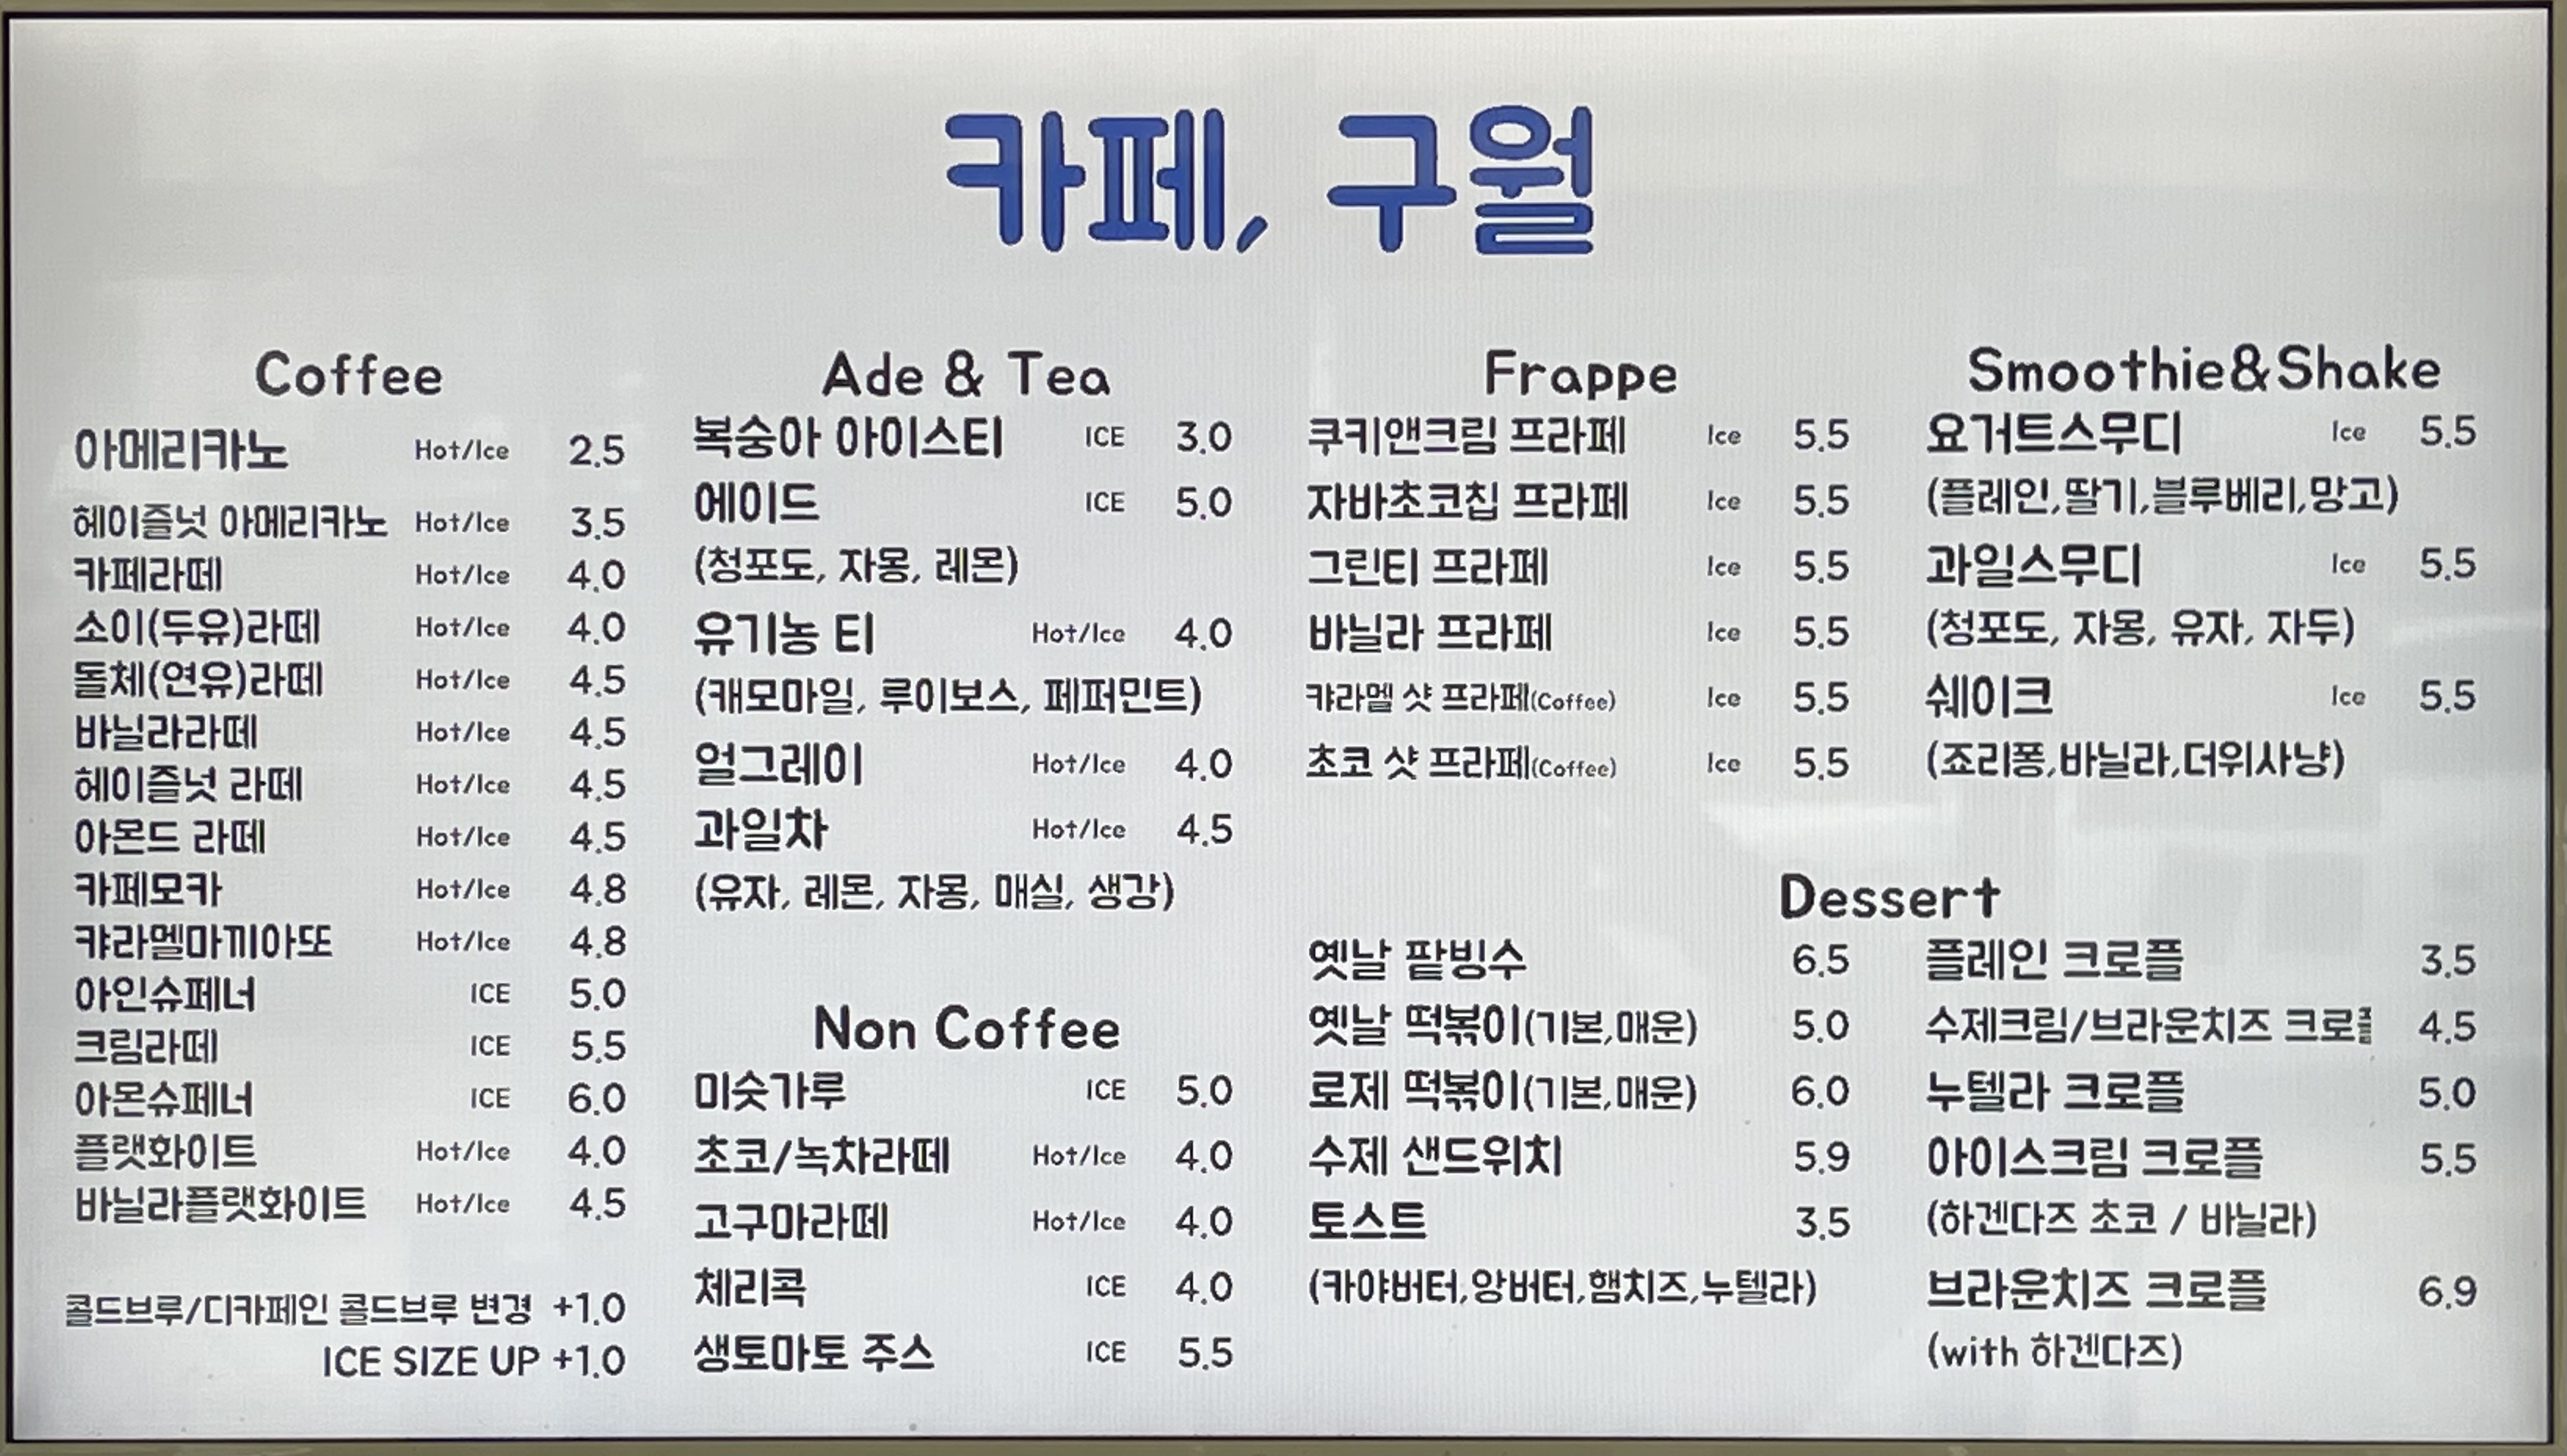 카페, 구월
Coffee
아메리카노 Hot/Ice 2.5
헤이즐넛 아메리카노 Hot/Ice 3.5
카페라떼 Hot/Ice 4.0
소이(두유)라떼 Hot/Ice 4.0
돌체(연유)라떼 Hot/Ice 4.5
바닐라라떼 Hot/Ice 4.5
헤이즐넛 라떼 Hot/Ice 4.5
아몬드 라떼 Hot/Ice 4.5
카페모카 Hot/Ice 4.8
캬라멜마끼아또 Hot/Ice 4.8
아인슈페너 ICE 5.0
크림라떼 ICE 5.5
아몬슈페너 ICE 6.0
플랫화이트 Hot/Ice 4.0
바닐라플랫화이트 Hot/Ice 4.5
콜드브루/디카페인 콜드브루 변경 +1.0
ICE SIZE UP +1.0
Ade & Tea
복숭아 아이스티 ICE 3.0
에이드 ICE 5.0
(청포도, 자몽, 레몬)
유기농 티 Hot/Ice 4.0
(캐모마일, 루이보스, 페퍼민트)
얼그레이 Hot/Ice 4.0
과일차 Hot/Ice 4.5
(유자, 레몬, 자몽, 매실, 생강)
Non Coffee
미숫가루 ICE 5.0
초코/녹차라떼 Hot/Ice 4.0
고구마라떼 Hot/Ice 4.0
체리콕 ICE 4.0
생토마토 주스 ICE 5.5
Frappe
쿠키앤크림 프라페 Ice 5.5
자바초코칩 프라페 Ice 5.5
그린티 프라페 Ice 5.5
바닐라 프라페 Ice 5.5
캬라멜 샷 프라페(Coffee) Ice 5.5
초코 샷 프라페(Coffee) Ice 5.5
Smoothie&Shake
요거트스무디 Ice 5.5
(플레인,딸기,블루베리,망고)
과일스무디 Ice 5.5
(청포도, 자몽, 유자, 자두)
쉐이크 Ice 5.5
(죠리퐁,바닐라,더위사냥)
Dessert
옛날 팥빙수 6.5
옛날 떡볶이(기본,매운) 5.0
로제 떡볶이(기본,매운) 6.0
수제 샌드위치 5.9
토스트 3.5
(카야버터,앙버터,햄치즈,누텔라)
플레인 크로플 3.5
수제크림/브라운치즈 크로플 4.5
누텔라 크로플 5.0
아이스크림 크로플 5.5
(하겐다즈 초코 / 바닐라)
브라운치즈 크로플 6.9
(with 하겐다즈)